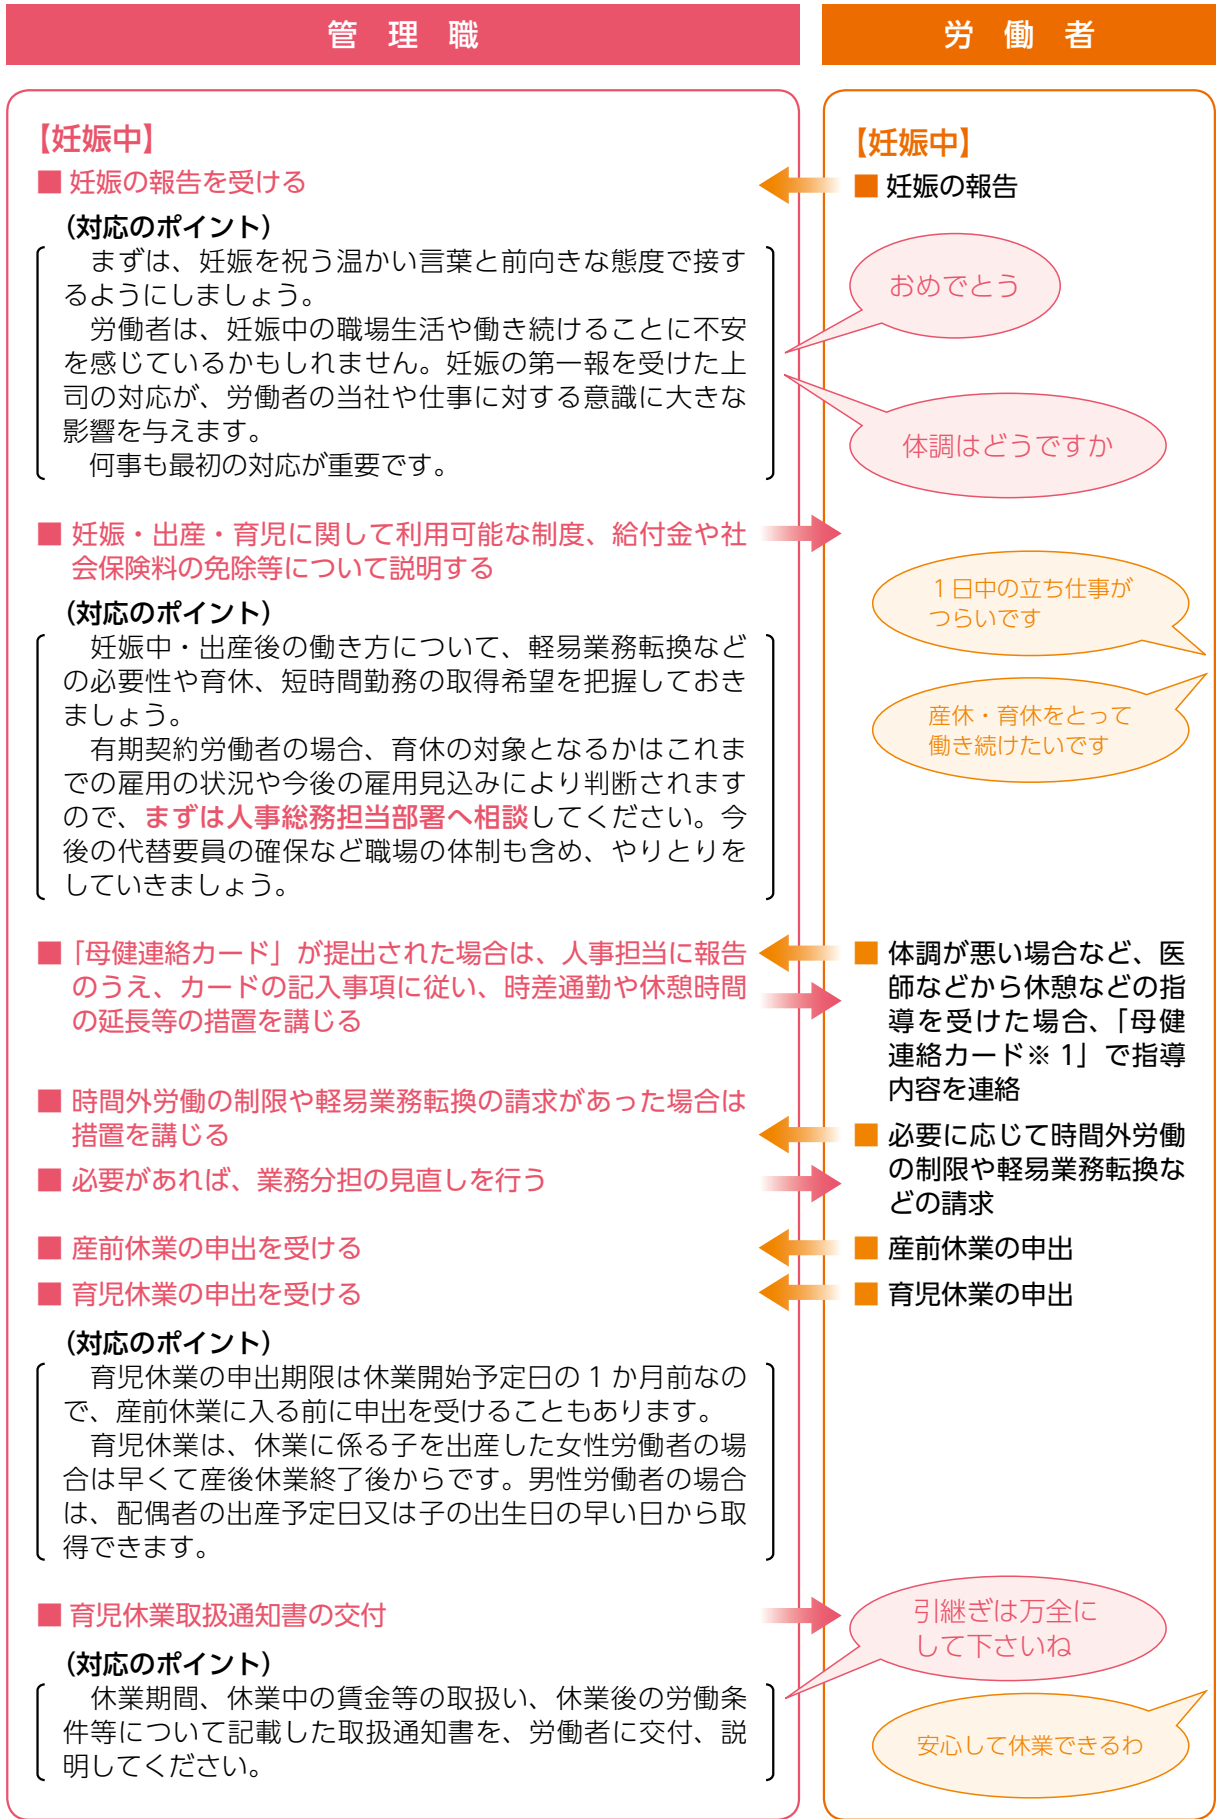 管理職
【妊娠中】
■ 妊娠の報告を受ける
（対応のポイント）
まずは、妊娠を祝う温かい言葉と前向きな態度で接す
るようにしましょう。
労働者は、妊娠中の職場生活や働き続けることに不安
を感じているかもしれません。妊娠の第一報を受けた上
司の対応が、労働者の当社や仕事に対する意識に大きな
影響を与えます。
何事も最初の対応が重要です。
■ 妊娠・出産・育児に関して利用可能な制度、給付金や社
会保険料の免除等について説明する
（対応のポイント）
妊娠中・出産後の働き方について、軽易業務転換など
の必要性や育休、短時間勤務の取得希望を把握しておき
ましょう。
有期契約労働者の場合、育休の対象となるかはこれま
での雇用の状況や今後の雇用見込みにより判断されます
ので、まずは人事総務担当部署へ相談してください。今
後の代替要員の確保など職場の体制も含め、やりとりを
していきましょう。
■ 「母健連絡カード」が提出された場合は、人事担当に報告
のうえ、カードの記入事項に従い、時差通勤や休憩時間
の延長等の措置を講じる
■ 時間外労働の制限や軽易業務転換の請求があった場合は
措置を講じる
■ 必要があれば、業務分担の見直しを行う
■ 産前休業の申出を受ける
■ 育児休業の申出を受ける
（対応のポイント）
育児休業の申出期限は休業開始予定日の１か月前なの
で、産前休業に入る前に申出を受けることもあります。
育児休業は、休業に係る子を出産した女性労働者の場
合は早くて産後休業終了後からです。男性労働者の場合
は、配偶者の出産予定日又は子の出生日の早い日から取
得できます。
■ 育児休業取扱通知書の交付
（対応のポイント）
休業期間、休業中の賃金等の取扱い、休業後の労働条
件等について記載した取扱通知書を、労働者に交付、説
明してください。
労働者
【妊娠中】
■ 妊娠の報告
おめでとう
体調はどうですか
１日中の立ち仕事が
つらいです
産休・育休をとって
働き続けたいです
■ 体調が悪い場合など、医
師などから休憩などの指
導を受けた場合、「母健
連絡カード※１」で指導
内容を連絡
■ 必要に応じて時間外労働
の制限や軽易業務転換な
どの請求
■ 産前休業の申出
■ 育児休業の申出
引継ぎは万全に
して下さいね
安心して休業できるわ